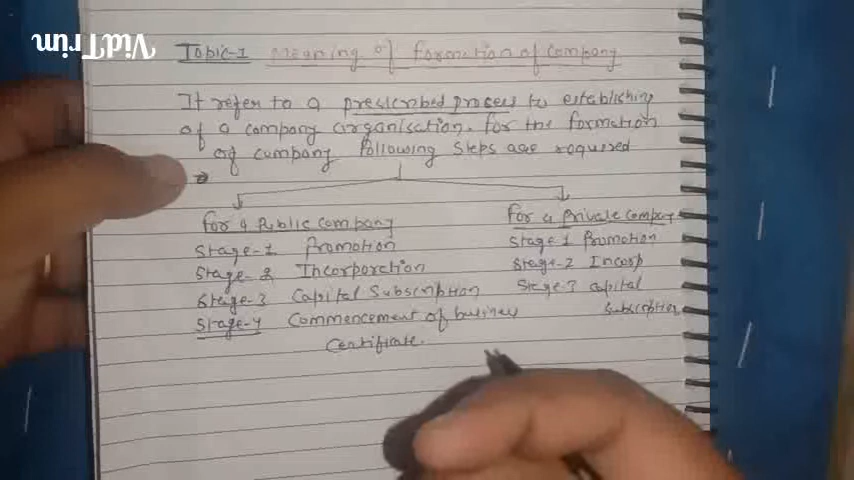 VidTrim
Topic-1 Meaning of formation of company
It refer to a prescribed process to establishing
of a company organisation. for the formation
of company following steps are required
for a Public company
Stage-1 Promotion
Stage-2 Incorporation
Stage-3 Capital Subscription
Stage-4 Commencement of business
Certificate.
for a Private company
Stage-1 Promotion
Stage-2 Incorp
Stage-3 capital
Subscription